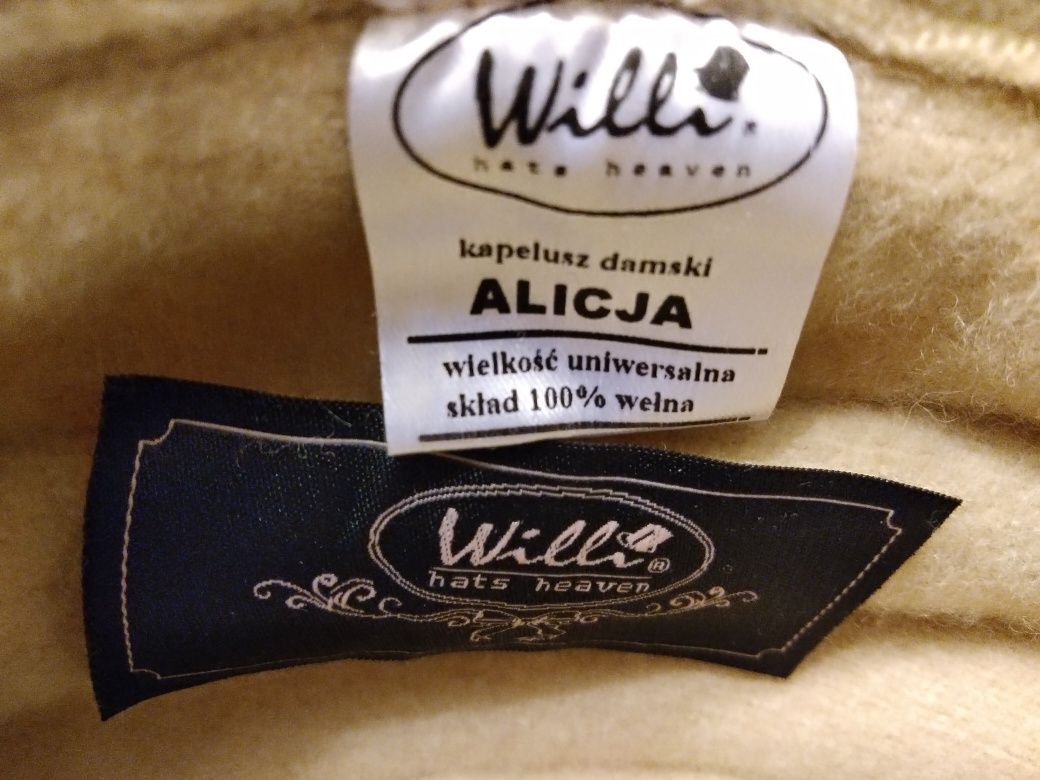 Willi®
hats heaven
kapelusz damski
ALICJA
wielkość uniwersalna
skład 100% wełna
Willi®
hats heaven